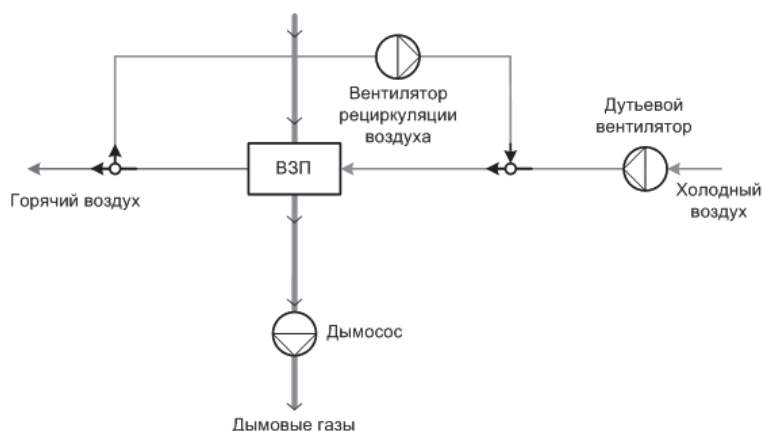 Вентилятор
рециркуляции
воздуха
Дутьевой
вентилятор
ВЗП
Горячий воздух
Холодный
воздух
Дымосос
Дымовые газы